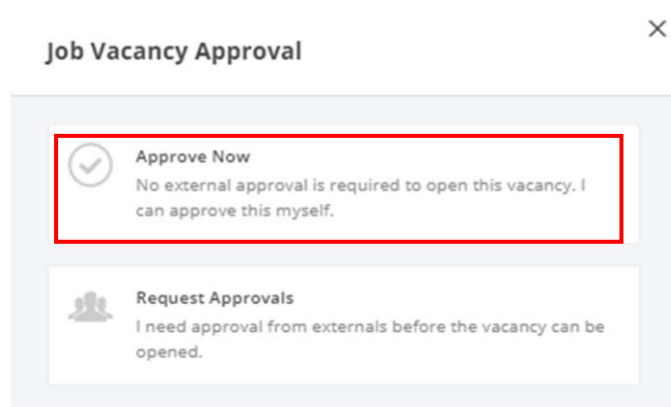 Job Vacancy Approval
Approve Now
No external approval is required to open this vacancy. I
can approve this myself.
Request Approvals
I need approval from externals before the vacancy can be
opened.